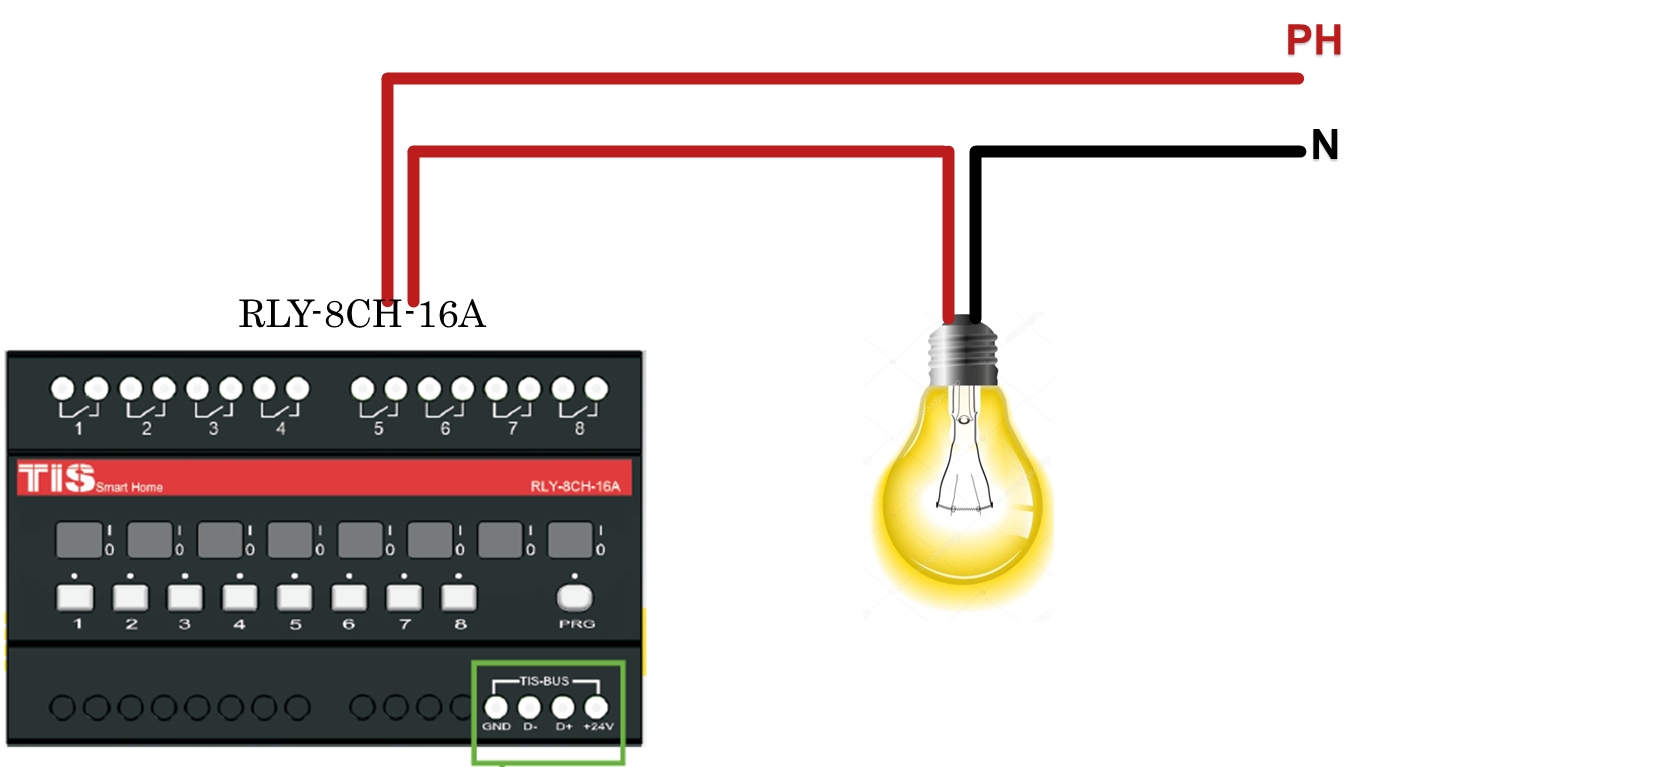 PH
N
RLY-8CH-16A
1 2 3 4 5 6 7 8
TIS Smart Home RLY-8CH-16A
I I I I I I I I
0 0 0 0 0 0 0 0
1 2 3 4 5 6 7 8 PRG
TIS-BUS
GND D- D+ +24V